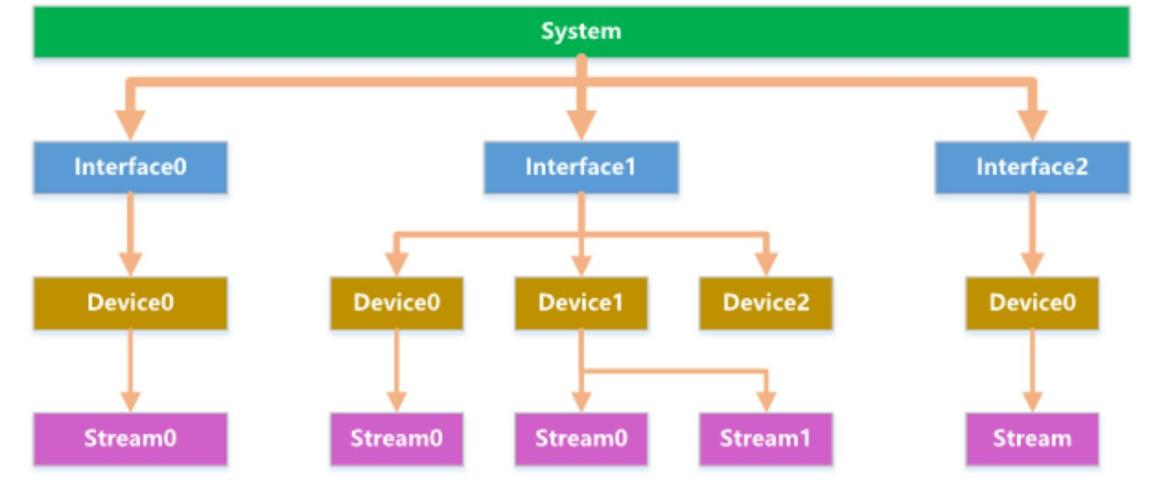 System
Interface0
Interface1
Interface2
Device0
Device0
Device1
Device2
Device0
Stream0
Stream0
Stream0
Stream1
Stream